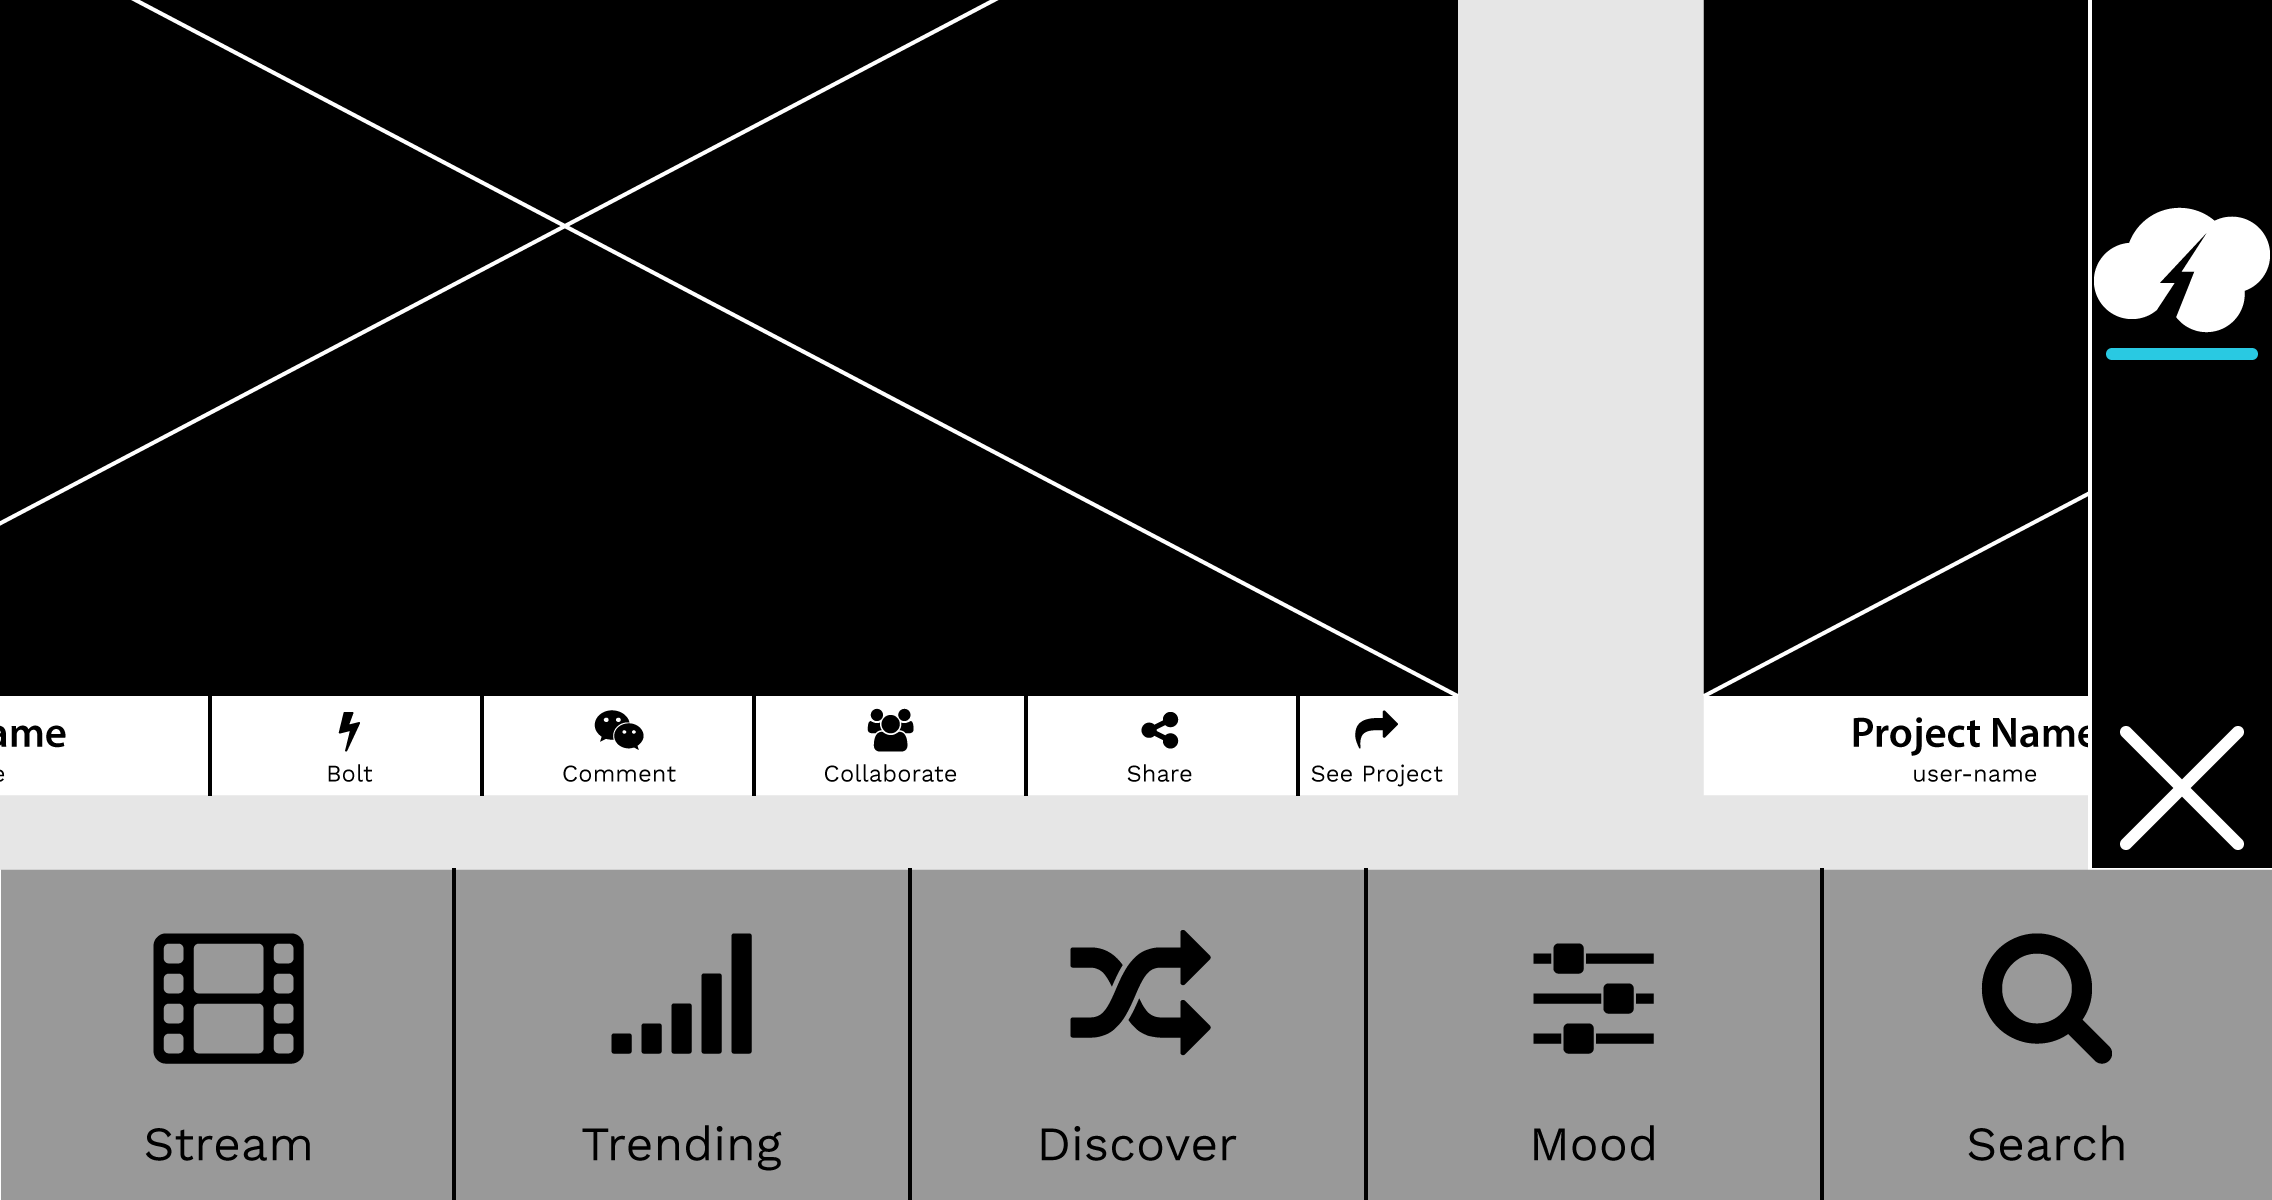 ame
e
Bolt
Comment
Collaborate
Share
See Project
Project Name
user-name
Stream
Trending
Discover
Mood
Search